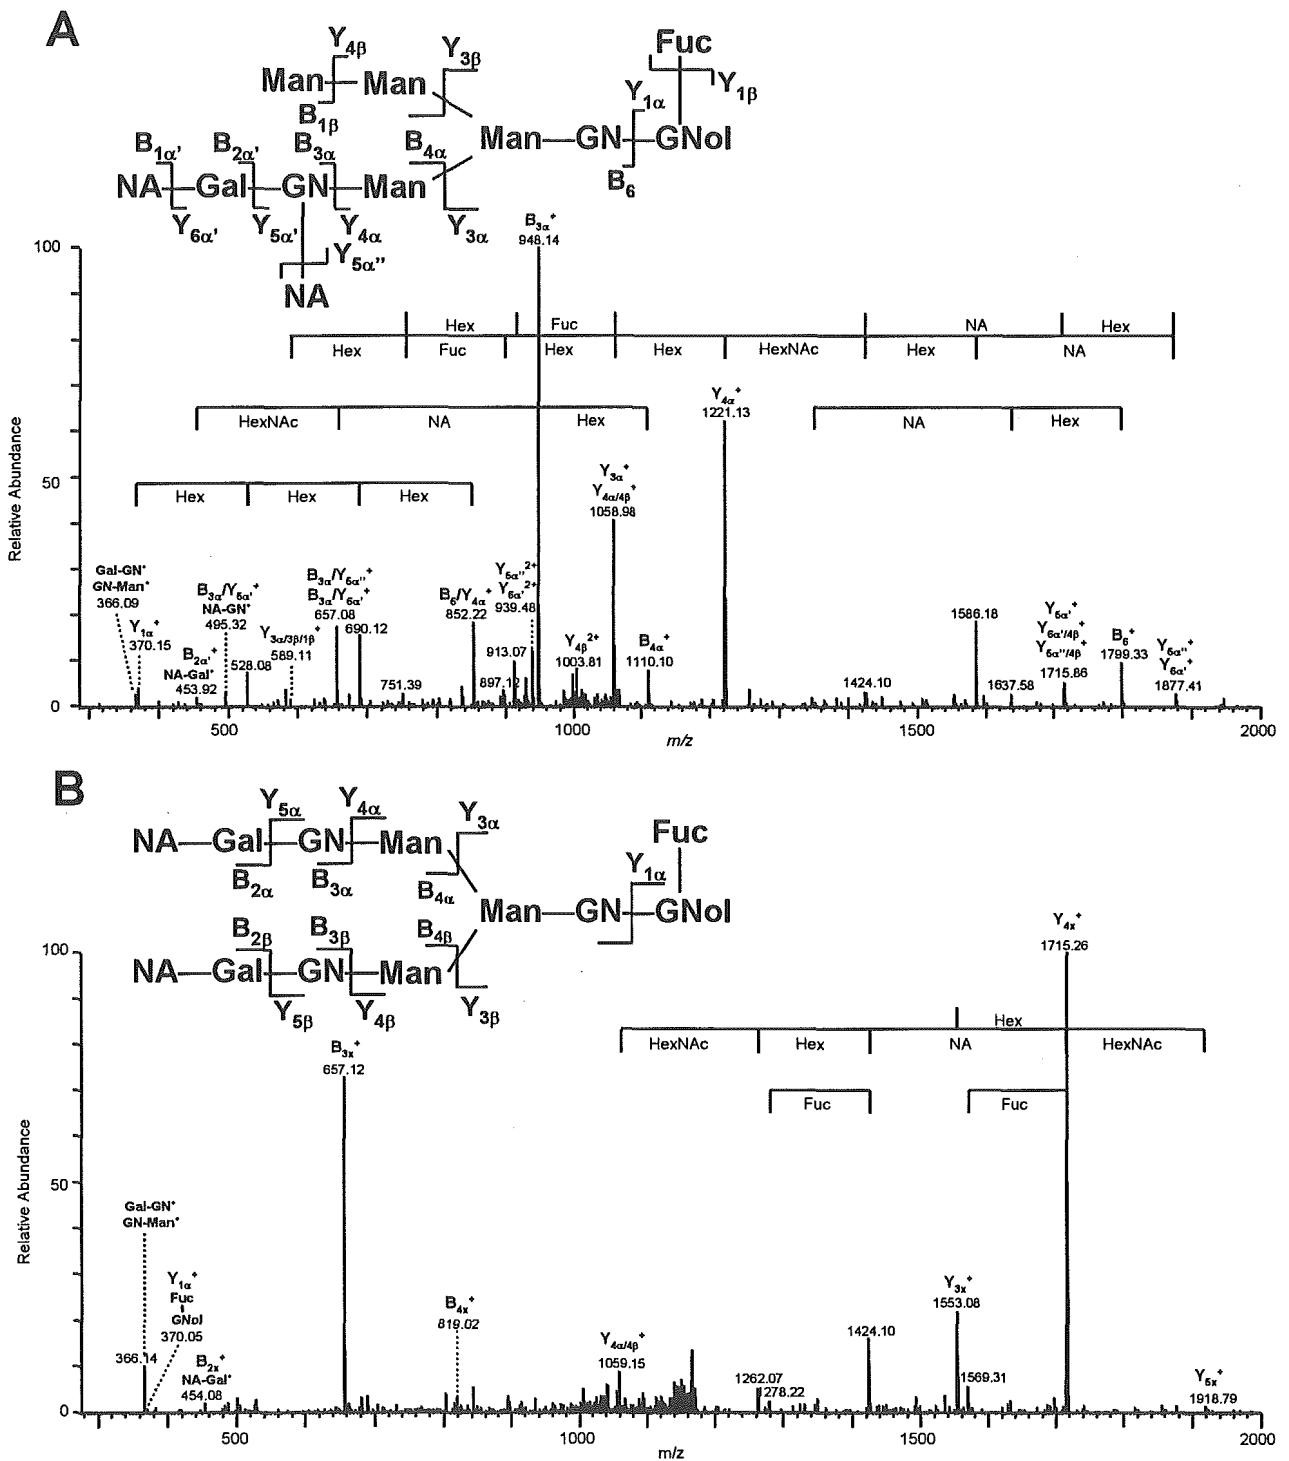 A
Y4β
Y3β
Fuc
Man Man
Y1α
Y1β
B1β
B1α' B2α' B3α
B4α
Man GN GNol
NA Gal GN Man
B6
Y6α' Y5α' Y4α Y3α
Y5α''
NA
B3α+
948.14
100
Hex Fuc NA Hex
Hex Fuc Hex Hex HexNAc Hex NA
Y4α+
1221.13
HexNAc NA Hex NA Hex
Y3α+
Y4α/4β+
1058.98
50
Hex Hex Hex
Relative Abundance
Gal-GN+
GN-Man+
366.09
Y1α+
370.15
B2α'+
NA-Gal+
453.92
B3α/Y6α'+
NA-GN+
495.32
528.08
Y3α/3β/1β+
589.11
B3α/Y5α''+
B3α/Y6α'+
657.08
690.12
751.39
B6/Y4α+
852.22
897.12
913.07
Y5α''2+
Y6α'2+
939.48
Y4β2+
1003.81
B4α+
1110.10
1424.10
1586.18
1637.58
Y5α'+
Y6α'/4β+
Y5α''/4β+
1715.86
B6+
1799.33
Y5α''+
Y6α'+
1877.41
0
500 1000 1500 2000
m/z
B
Y5α Y4α Y3α
Fuc
NA Gal GN Man
Y1α
B2α B3α B4α
Man GN GNol
B2β B3β B4β
NA Gal GN Man
Y5β Y4β Y3β
Y4x+
1715.26
100
Hex
HexNAc Hex NA HexNAc
B3x+
657.12
Fuc Fuc
Relative Abundance
50
Gal-GN+
GN-Man+
Y1α+
Fuc
GNol
370.05
366.14
B2x+
NA-Gal+
454.08
B4x+
819.02
Y4α/4β+
1059.15
1262.07
1278.22
1424.10
Y3x+
1553.08
1569.31
Y5x+
1918.79
0
500 1000 1500 2000
m/z